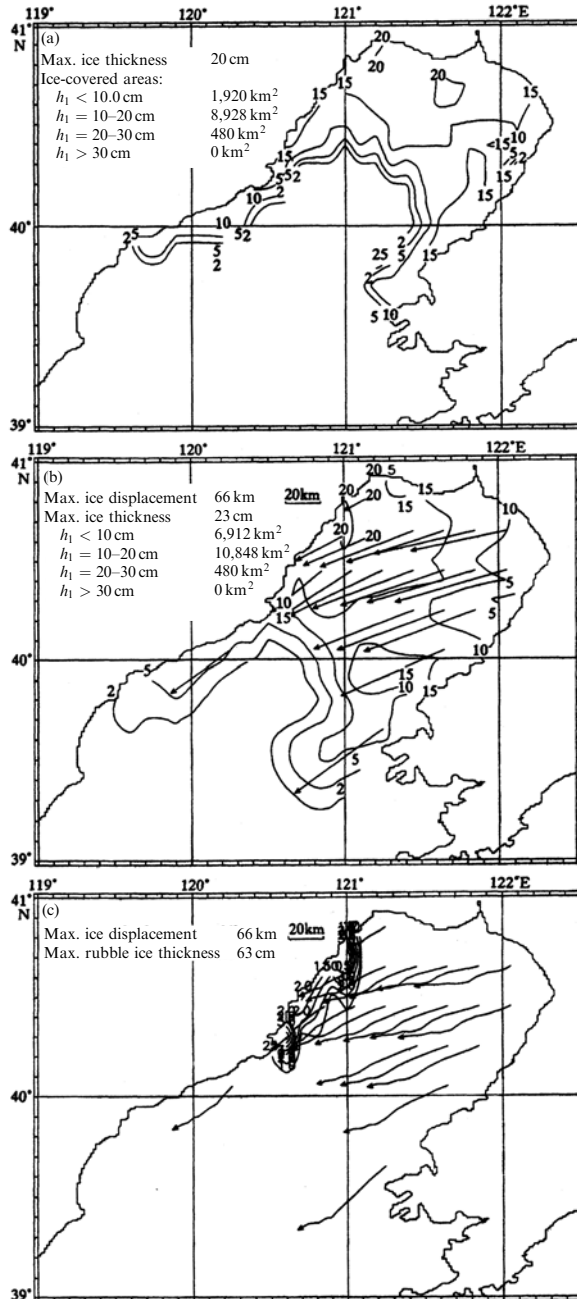 119° 120° 121° 122°E
41°
N
(a)
Max. ice thickness 20 cm
Ice-covered areas:
h₁ < 10.0 cm 1,920 km²
h₁ = 10–20 cm 8,928 km²
h₁ = 20–30 cm 480 km²
h₁ > 30 cm 0 km²
20
20
20
15
15
15
10
15
5
2
15
5 2
5
2
10
15
15
10
2 5
5 2
5
2
2
5
15
25
2
5
10
40°
39°
119° 120° 121° 122°E
41°
N
(b)
Max. ice displacement 66 km
Max. ice thickness 23 cm
h₁ < 10 cm 6,912 km²
h₁ = 10–20 cm 10,848 km²
h₁ = 20–30 cm 480 km²
h₁ > 30 cm 0 km²
20km
20 5
20 20 15
15
10
20 20
10
15
5
5
10
40°
5
2
15
10 15
5
2
39°
119° 120° 121° 122°E
41°
N
(c)
Max. ice displacement 66 km
Max. rubble ice thickness 63 cm
20km
40°
39°